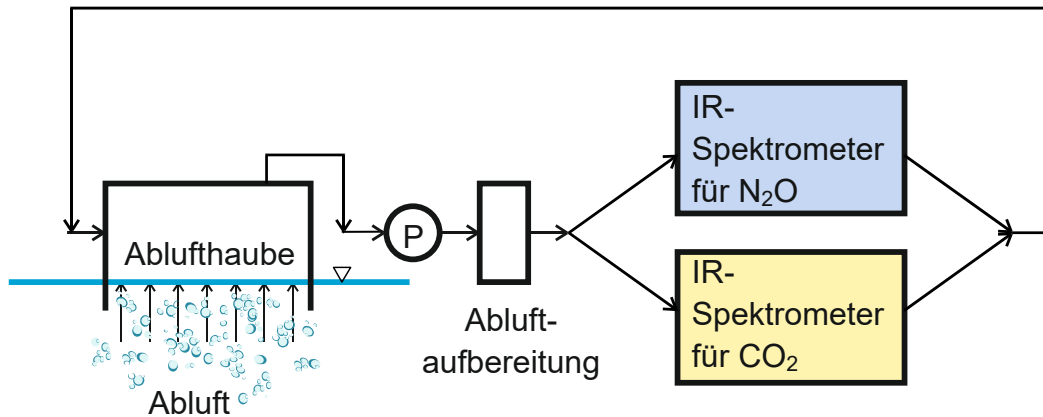 IR-
Spektrometer
für N₂O
P
Ablufthaube
IR-
Spektrometer
für CO₂
Abluft-
aufbereitung
Abluft